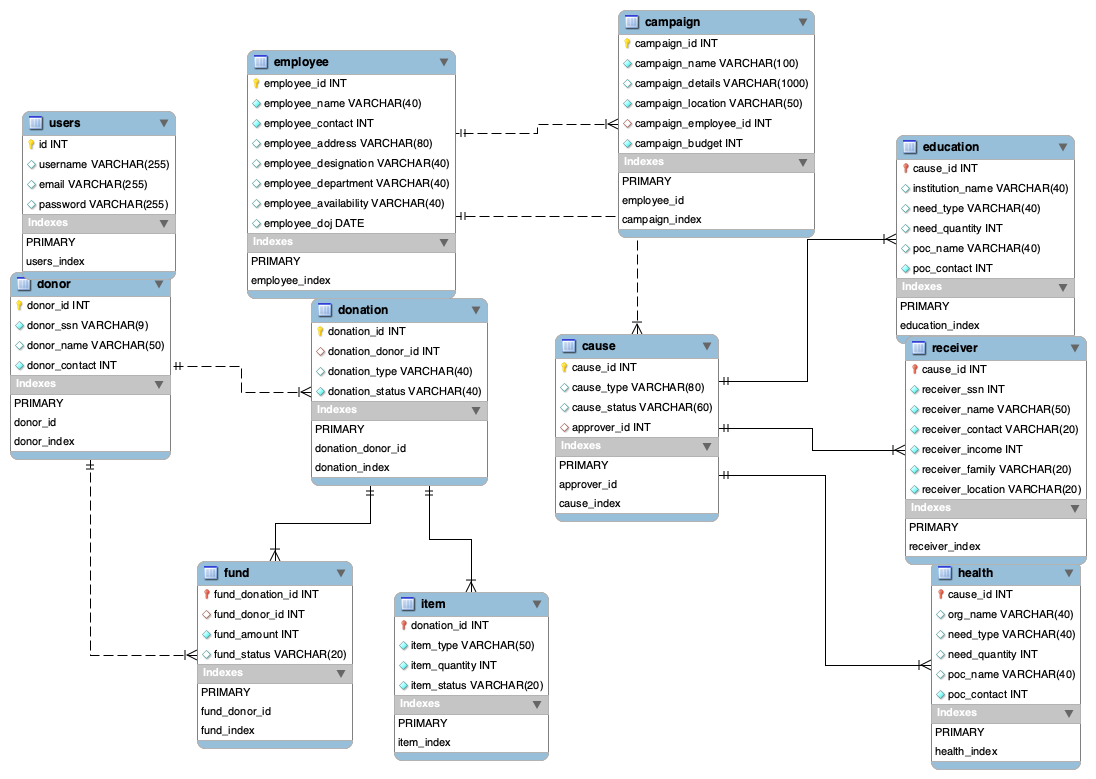 users
id INT
username VARCHAR(255)
email VARCHAR(255)
password VARCHAR(255)
Indexes
PRIMARY
users_index
donor
donor_id INT
donor_ssn VARCHAR(9)
donor_name VARCHAR(50)
donor_contact INT
Indexes
PRIMARY
donor_id
donor_index
employee
employee_id INT
employee_name VARCHAR(40)
employee_contact INT
employee_address VARCHAR(80)
employee_designation VARCHAR(40)
employee_department VARCHAR(40)
employee_availability VARCHAR(40)
employee_doj DATE
Indexes
PRIMARY
employee_index
donation
donation_id INT
donation_donor_id INT
donation_type VARCHAR(40)
donation_status VARCHAR(40)
Indexes
PRIMARY
donation_donor_id
donation_index
fund
fund_donation_id INT
fund_donor_id INT
fund_amount INT
fund_status VARCHAR(20)
Indexes
PRIMARY
fund_donor_id
fund_index
item
donation_id INT
item_type VARCHAR(50)
item_quantity INT
item_status VARCHAR(20)
Indexes
PRIMARY
item_index
campaign
campaign_id INT
campaign_name VARCHAR(100)
campaign_details VARCHAR(1000)
campaign_location VARCHAR(50)
campaign_employee_id INT
campaign_budget INT
Indexes
PRIMARY
employee_id
campaign_index
cause
cause_id INT
cause_type VARCHAR(80)
cause_status VARCHAR(60)
approver_id INT
Indexes
PRIMARY
approver_id
cause_index
education
cause_id INT
institution_name VARCHAR(40)
need_type VARCHAR(40)
need_quantity INT
poc_name VARCHAR(40)
poc_contact INT
Indexes
PRIMARY
education_index
receiver
cause_id INT
receiver_ssn INT
receiver_name VARCHAR(50)
receiver_contact VARCHAR(20)
receiver_income INT
receiver_family VARCHAR(20)
receiver_location VARCHAR(20)
Indexes
PRIMARY
receiver_index
health
cause_id INT
org_name VARCHAR(40)
need_type VARCHAR(40)
need_quantity INT
poc_name VARCHAR(40)
poc_contact INT
Indexes
PRIMARY
health_index